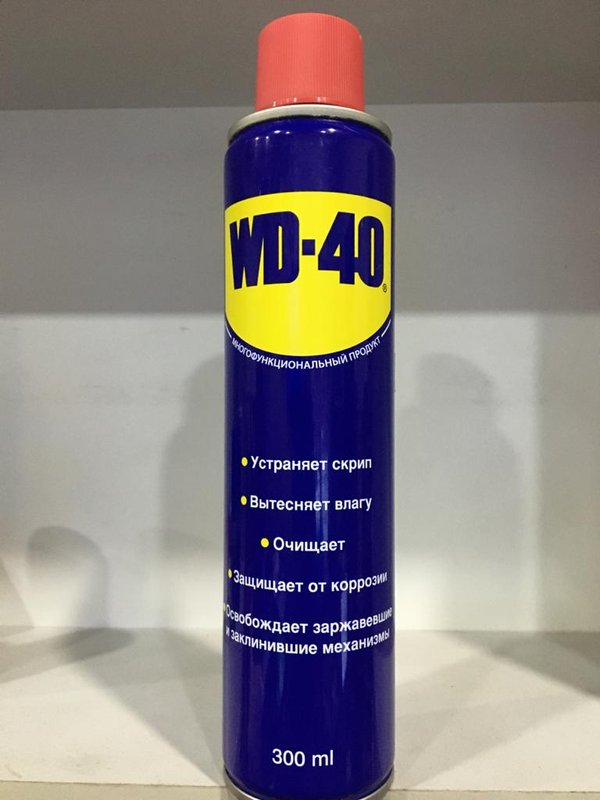 WD-40®
МНОГОФУНКЦИОНАЛЬНЫЙ ПРОДУКТ
• Устраняет скрип
• Вытесняет влагу
• Очищает
• Защищает от коррозии
• Освобождает заржавевшие
и заклинившие механизмы
300 ml